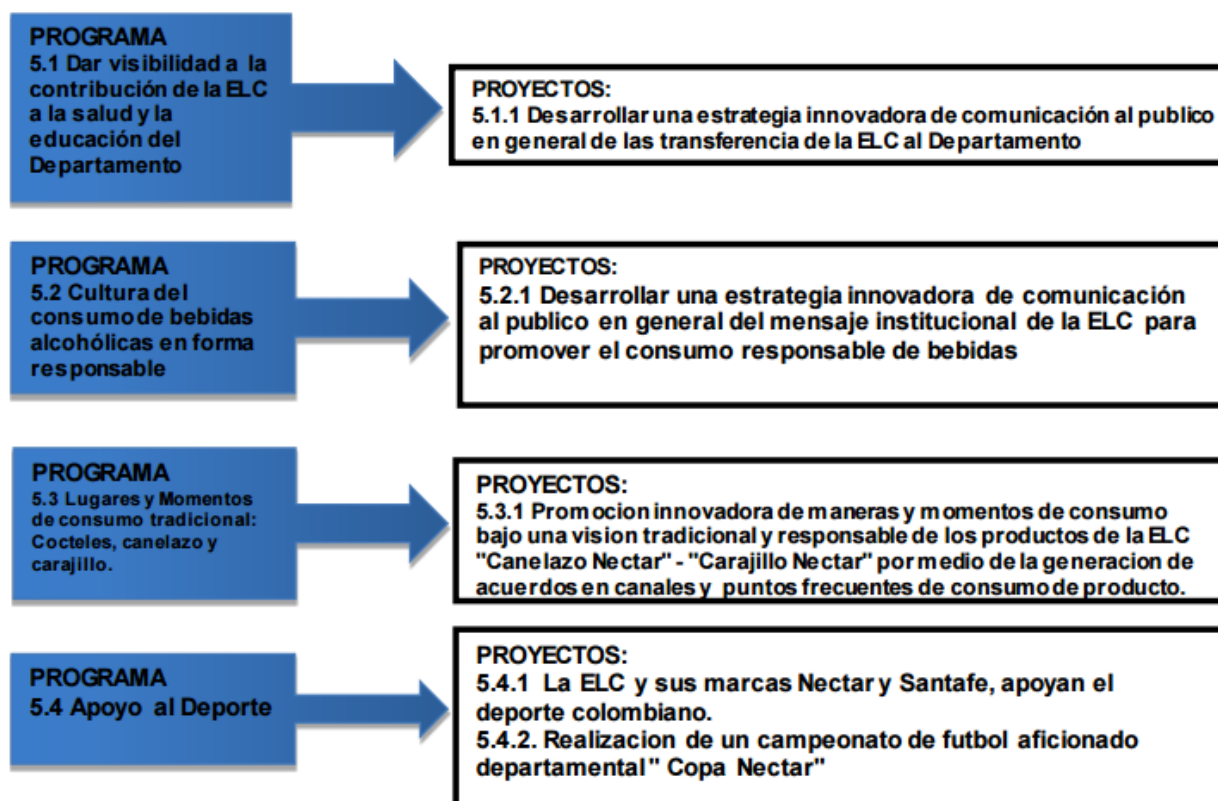 PROGRAMA
5.1 Dar visibilidad a la
contribución de la ELC
a la salud y la
educación del
Departamento
PROYECTOS:
5.1.1 Desarrollar una estrategia innovadora de comunicación al publico
en general de las transferencia de la ELC al Departamento
PROGRAMA
5.2 Cultura del
consumo de bebidas
alcohólicas en forma
responsable
PROYECTOS:
5.2.1 Desarrollar una estrategia innovadora de comunicación
al publico en general del mensaje institucional de la ELC para
promover el consumo responsable de bebidas
PROGRAMA
5.3 Lugares y Momentos
de consumo tradicional:
Cocteles, canelazo y
carajillo.
PROYECTOS:
5.3.1 Promocion innovadora de maneras y momentos de consumo
bajo una vision tradicional y responsable de los productos de la ELC
"Canelazo Nectar" - "Carajillo Nectar" por medio de la generacion de
acuerdos en canales y puntos frecuentes de consumo de producto.
PROGRAMA
5.4 Apoyo al Deporte
PROYECTOS:
5.4.1 La ELC y sus marcas Nectar y Santafe, apoyan el
deporte colombiano.
5.4.2. Realizacion de un campeonato de futbol aficionado
departamental " Copa Nectar"